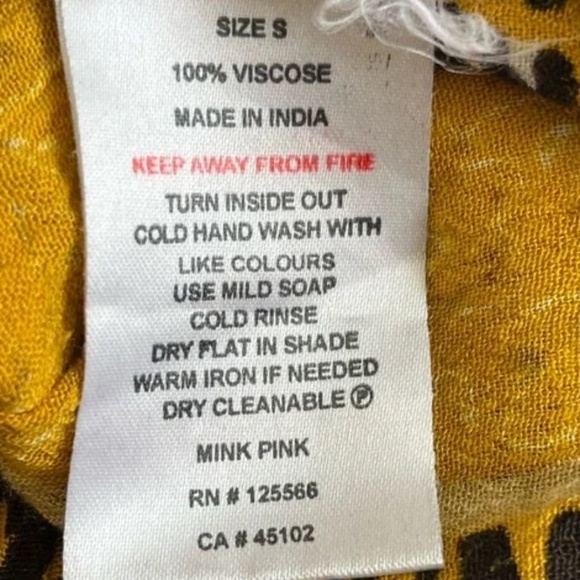 SIZE S
100% VISCOSE
MADE IN INDIA
KEEP AWAY FROM FIRE
TURN INSIDE OUT
COLD HAND WASH WITH
LIKE COLOURS
USE MILD SOAP
COLD RINSE
DRY FLAT IN SHADE
WARM IRON IF NEEDED
DRY CLEANABLE Ⓟ
MINK PINK
RN # 125566
CA # 45102